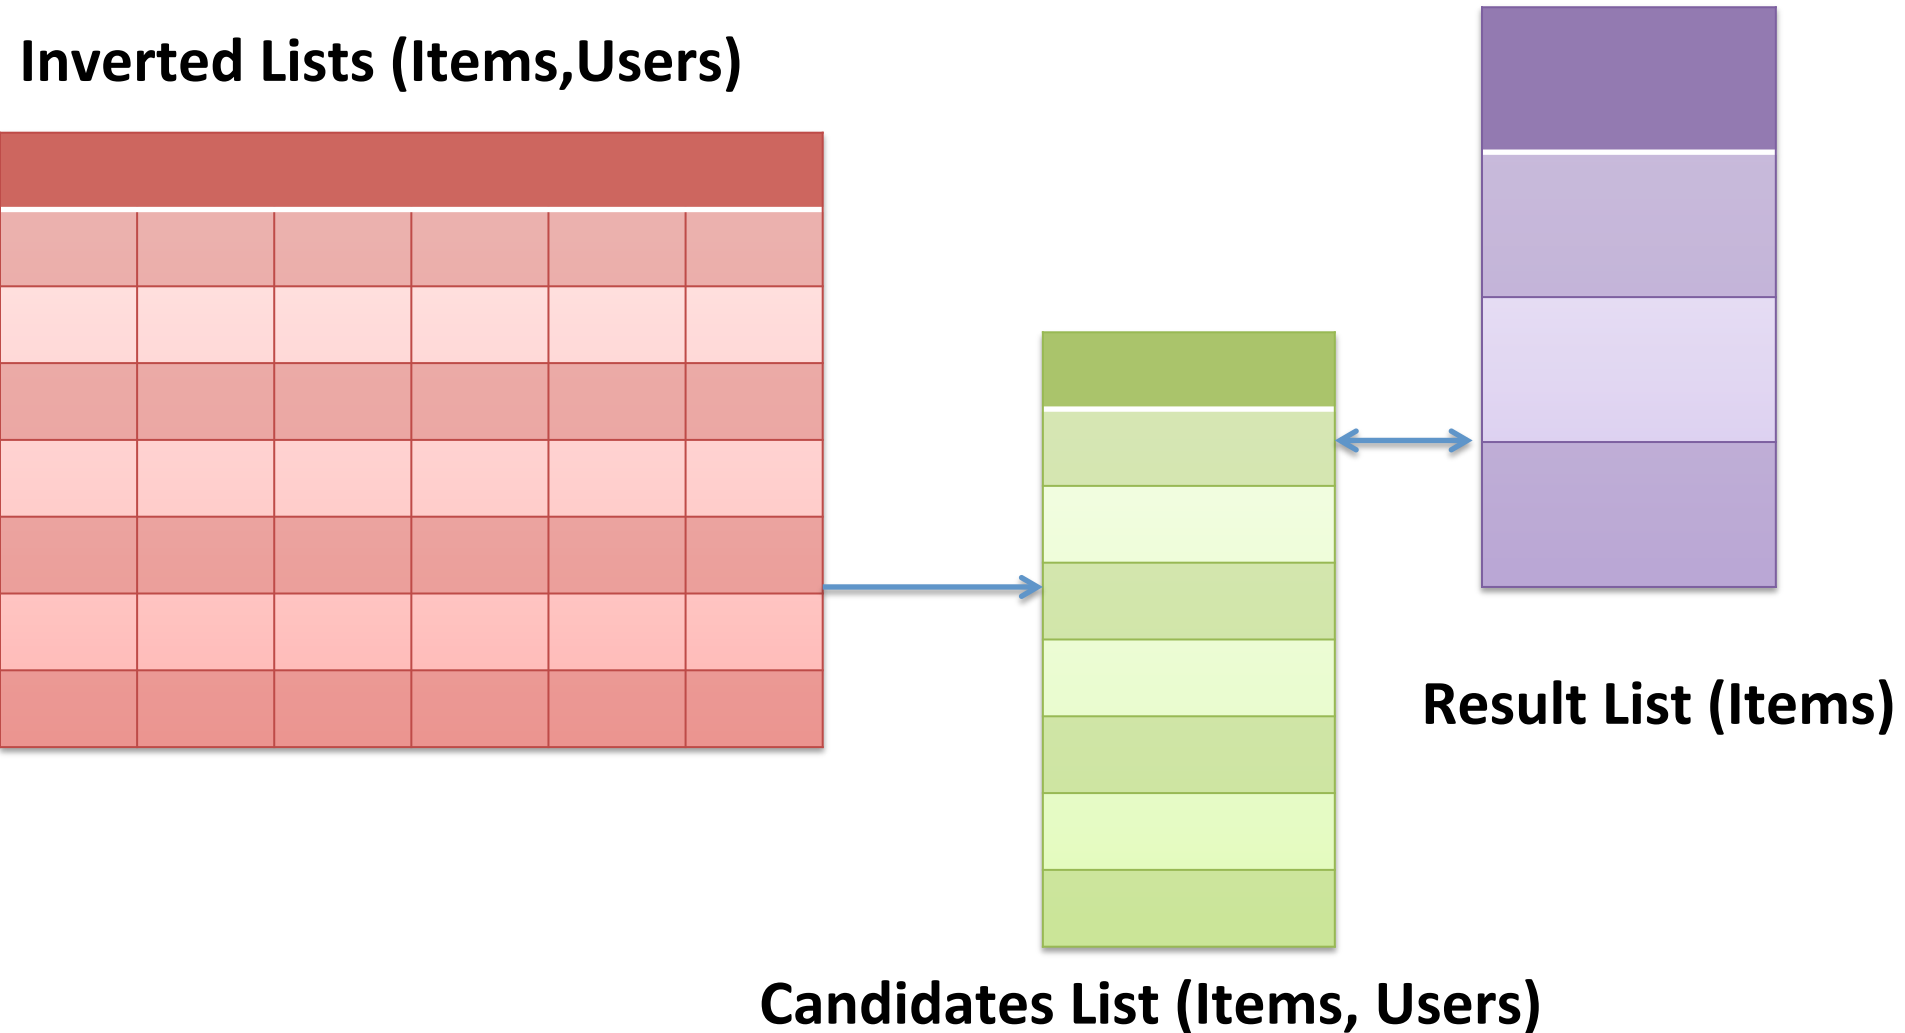 Inverted Lists (Items,Users)
Result List (Items)
Candidates List (Items, Users)